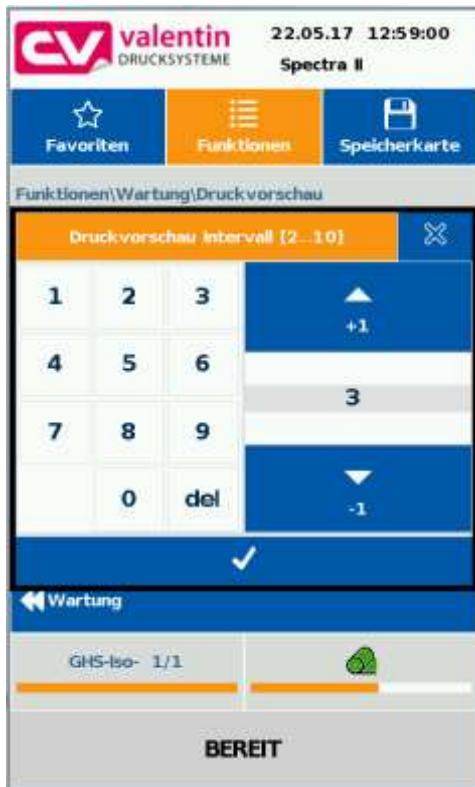 CV valentin
DRUCKSYSTEME
22.05.17 12:59:00
Spectra II
Favoriten Funktionen Speicherkarte
Funktionen\Wartung\Druckvorschau
Druckvorschau Intervall [2...10]
1 2 3
+1
4 5 6
3
7 8 9
0 del
-1
Wartung
GHS-Iso- 1/1
BEREIT